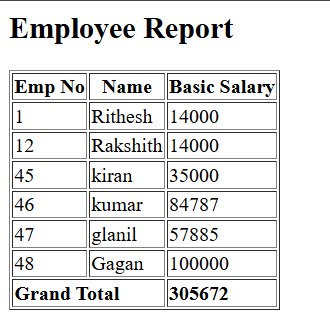 Employee Report
Emp No Name Basic Salary
1 Rithesh 14000
12 Rakshith 14000
45 kiran 35000
46 kumar 84787
47 glanil 57885
48 Gagan 100000
Grand Total 305672